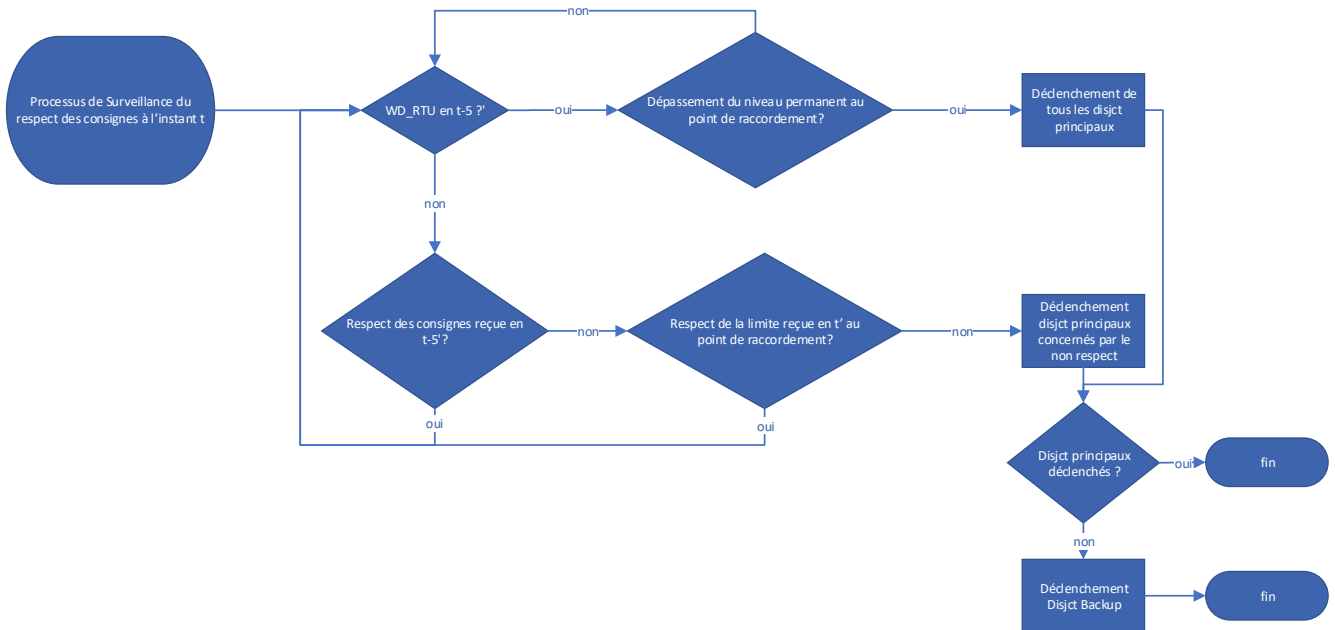 non
Processus de Surveillance du
respect des consignes à l'instant t
WD_RTU en t-5 ?'
oui
Dépassement du niveau permanent au
point de raccordement?
oui
Déclenchement de
tous les disjct
principaux
non
Respect des consignes reçue en
t-5'?
non
Respect de la limite reçue en t' au
point de raccordement?
non
Déclenchement
disjct principaux
concernés par le
non respect
oui
oui
Disjct principaux
déclenchés ?
oui
fin
non
Déclenchement
Disjct Backup
fin